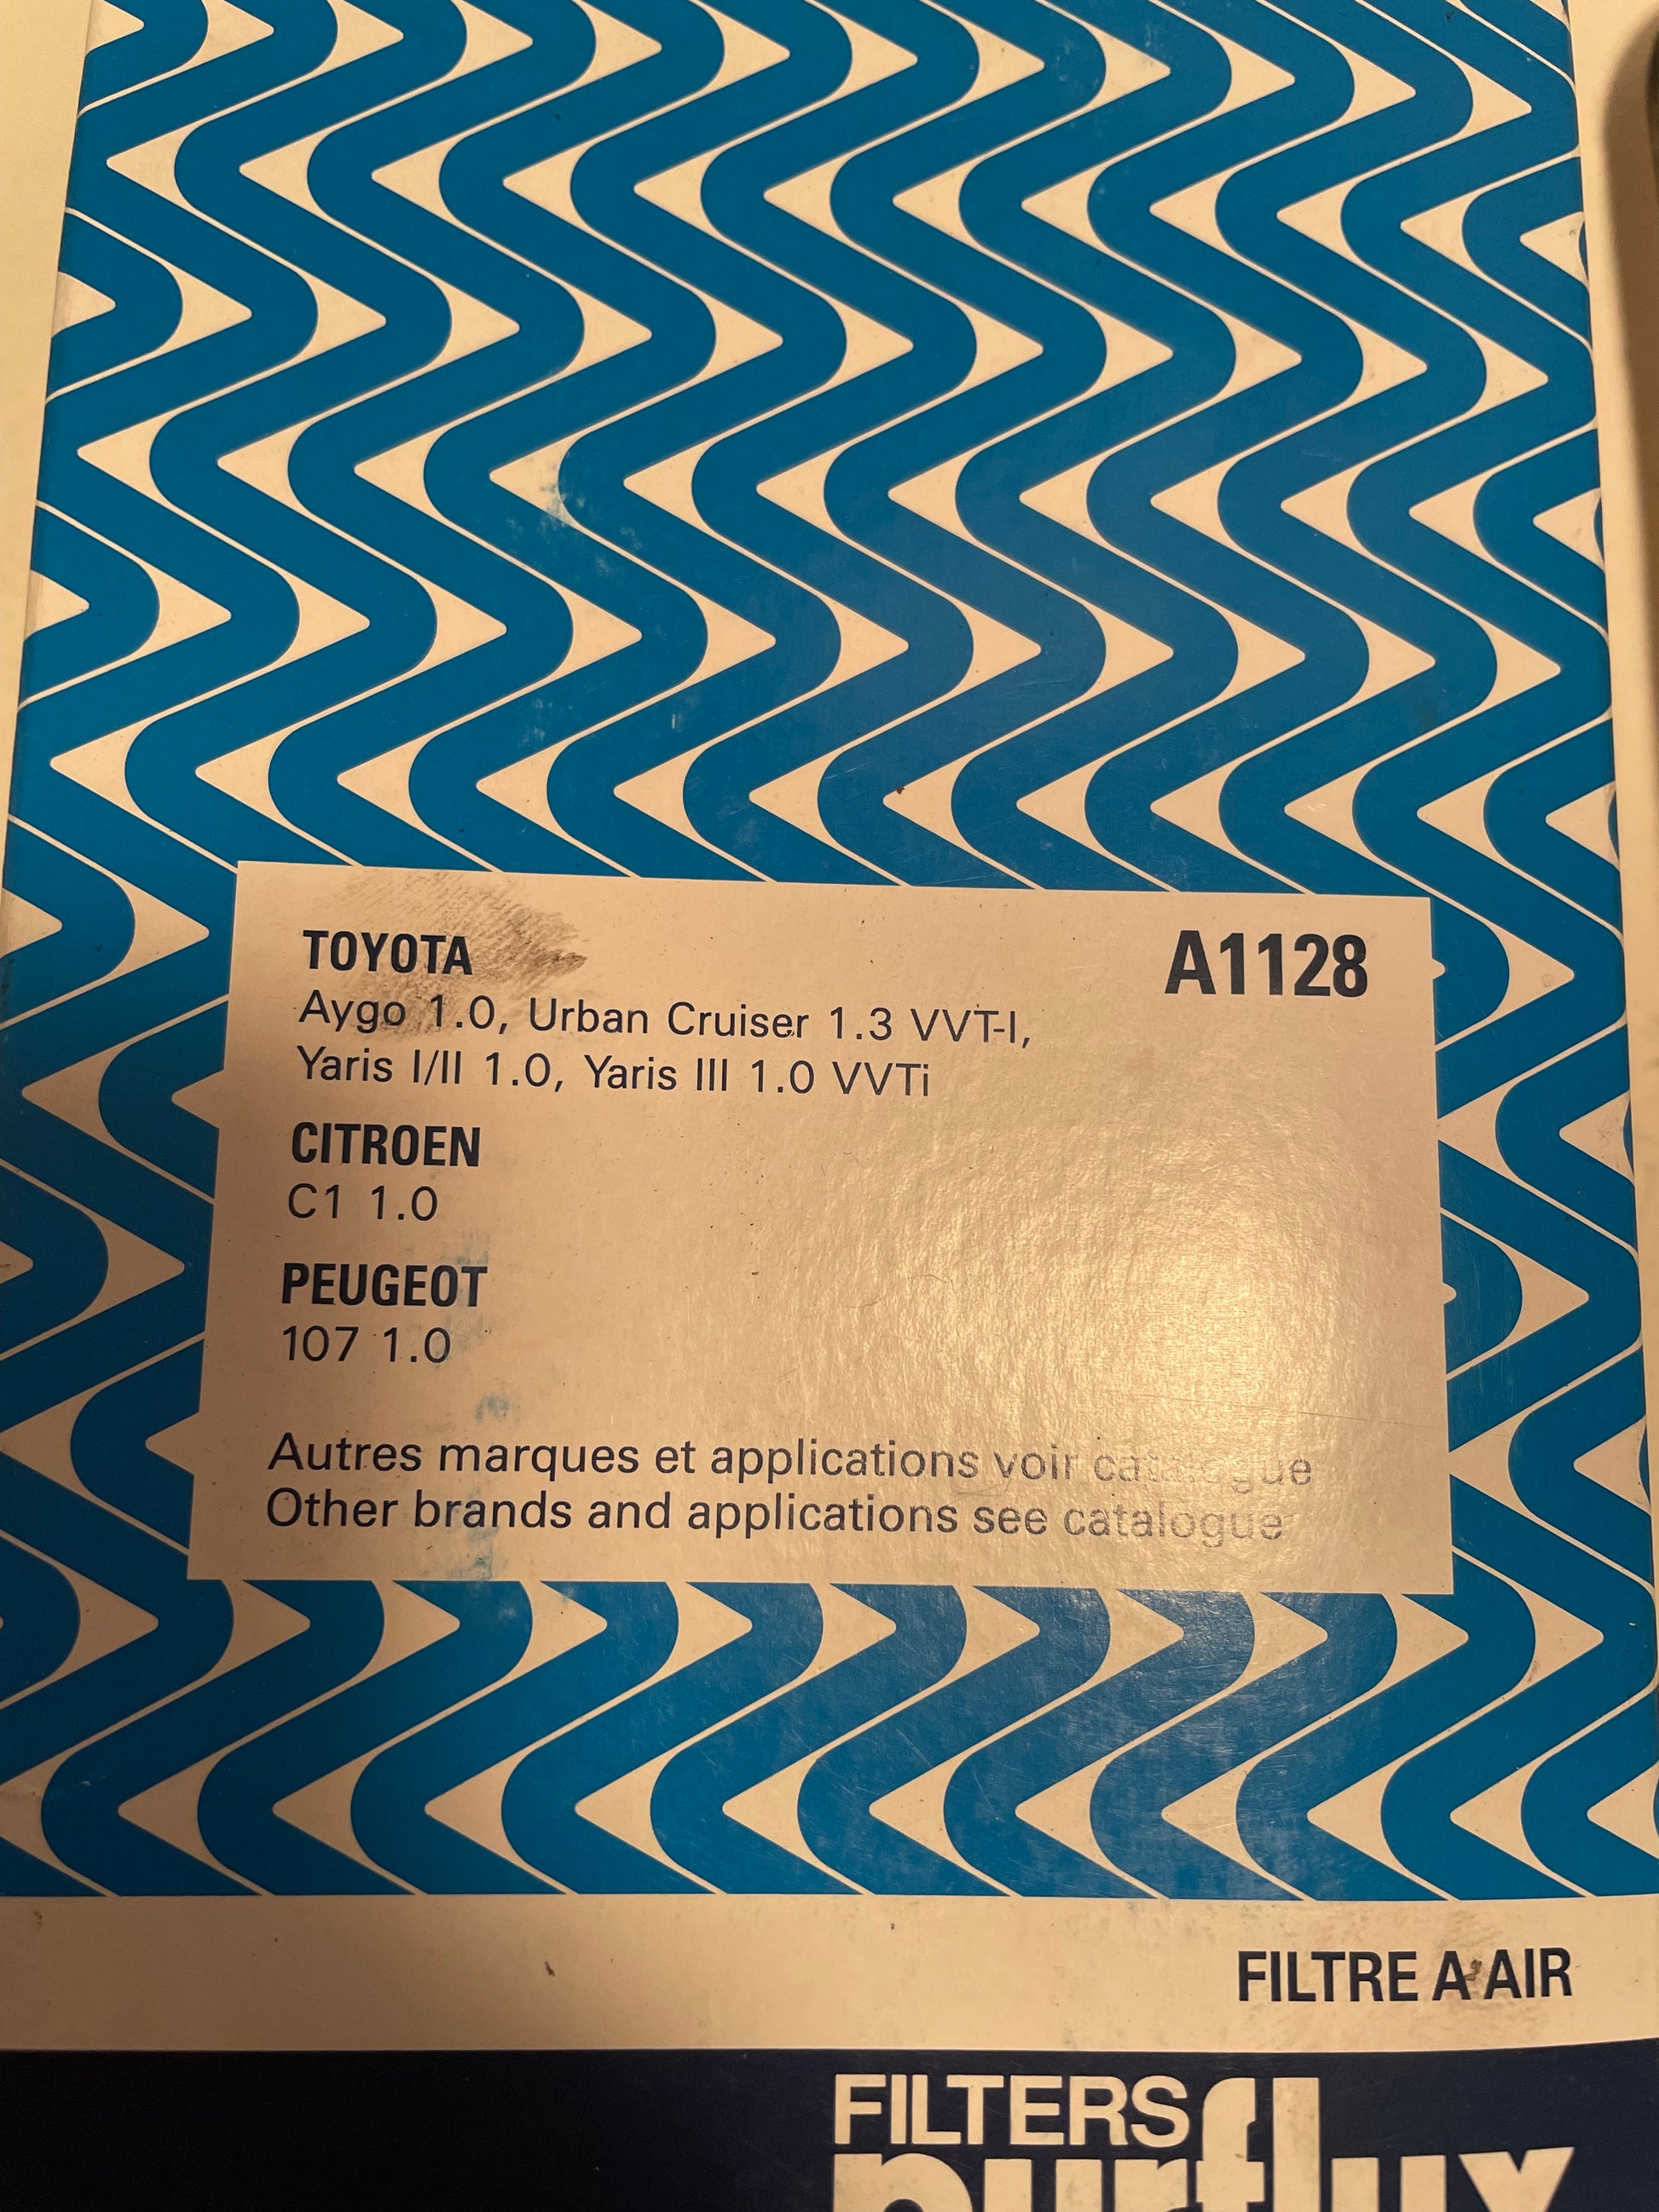 TOYOTA
A1128
Aygo 1.0, Urban Cruiser 1.3 VVT-I,
Yaris I/II 1.0, Yaris III 1.0 VVTi
CITROEN
C1 1.0
PEUGEOT
107 1.0
Autres marques et applications voir catalogue
Other brands and applications see catalogue
FILTRE A AIR
FILTERS
purflux